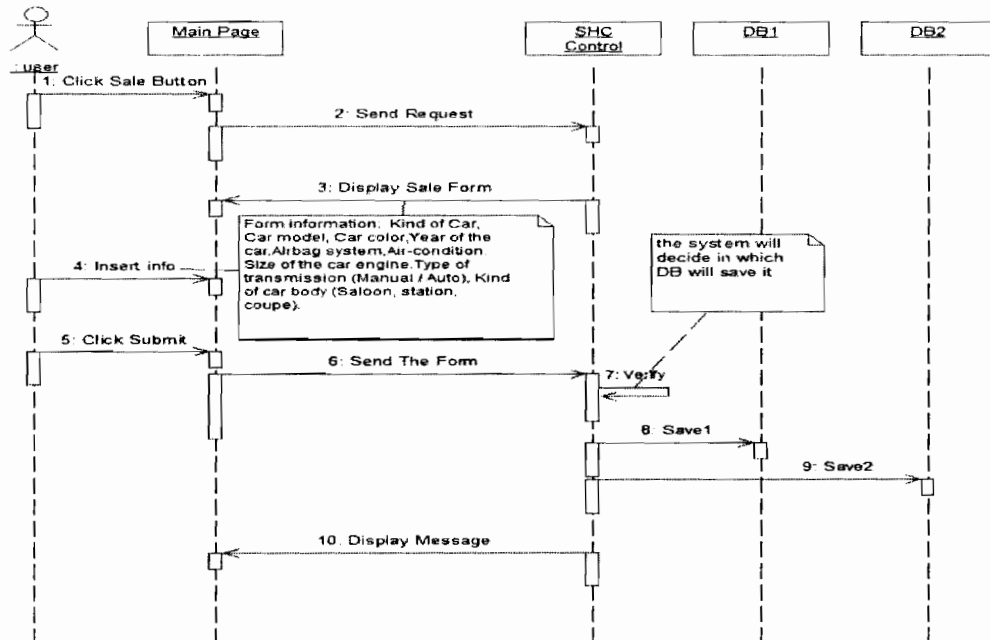 Main Page
SHC
Control
DB1
DB2
: user
1: Click Sale Button
2: Send Request
3: Display Sale Form
Form information: Kind of Car,
Car model, Car color,Year of the
car,Airbag system,Air-condition.
Size of the car engine.Type of
transmission (Manual / Auto), Kind
of car body (Saloon, station,
coupe).
the system will
decide in which
DB will save it
4: Insert info
5: Click Submit
6: Send The Form
7: Verify
8: Save1
9: Save2
10. Display Message